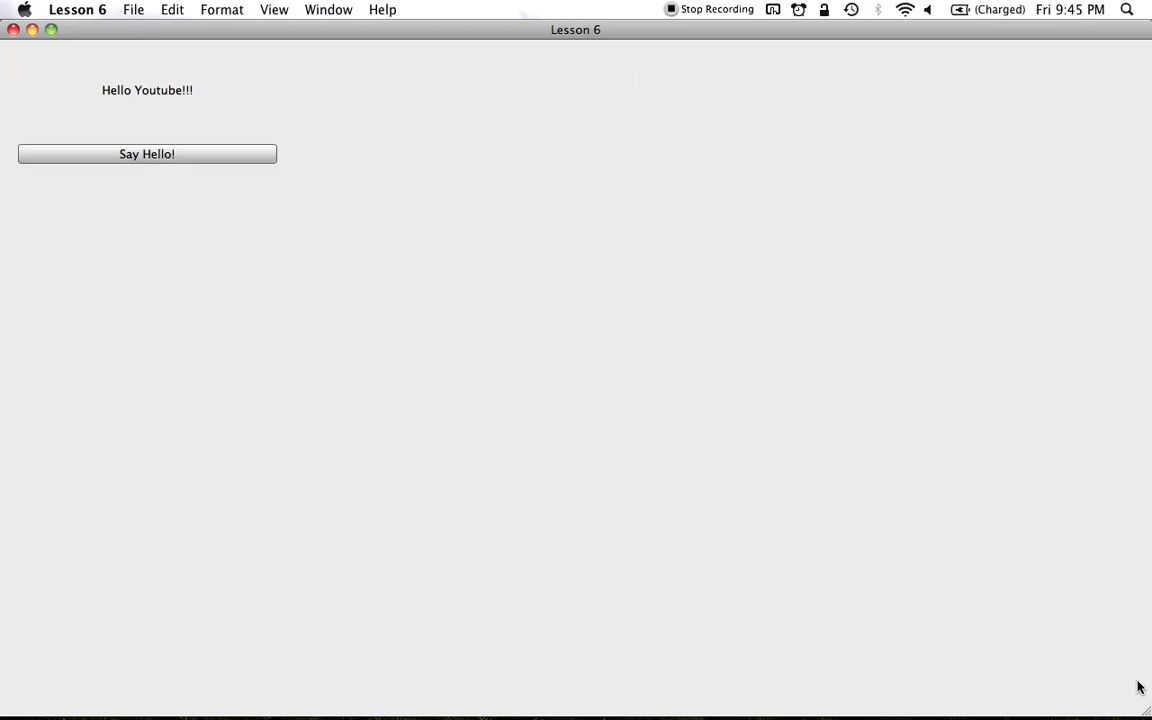 Lesson 6 File Edit Format View Window Help Stop Recording (Charged) Fri 9:45 PM
Lesson 6
Hello Youtube!!!
Say Hello!